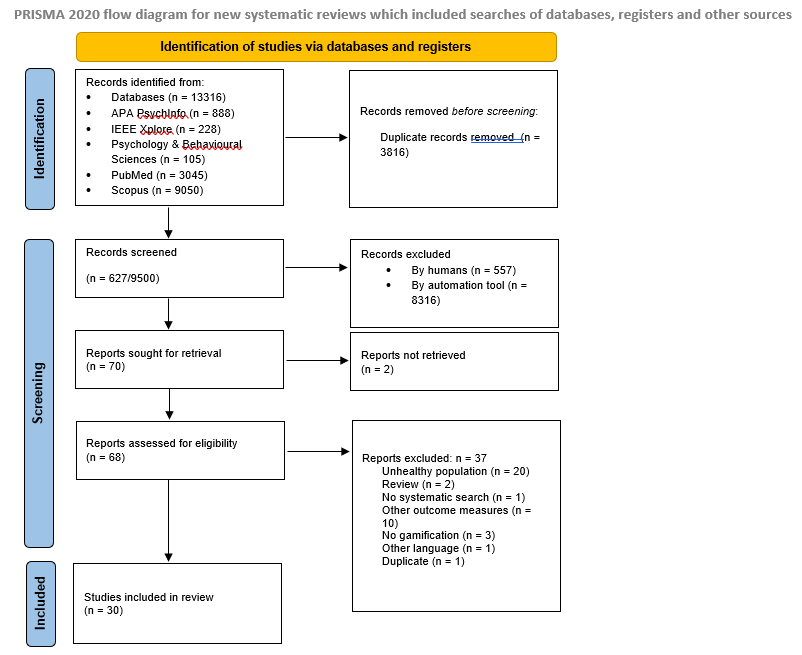 PRISMA 2020 flow diagram for new systematic reviews which included searches of databases, registers and other sources
Identification of studies via databases and registers
Identification
Records identified from:
• Databases (n = 13316)
• APA PsychInfo (n = 888)
• IEEE Xplore (n = 228)
• Psychology & Behavioural
Sciences (n = 105)
• PubMed (n = 3045)
• Scopus (n = 9050)
Records removed before screening:
Duplicate records removed (n =
3816)
Screening
Records screened
(n = 627/9500)
Records excluded
• By humans (n = 557)
• By automation tool (n =
8316)
Reports sought for retrieval
(n = 70)
Reports not retrieved
(n = 2)
Reports assessed for eligibility
(n = 68)
Reports excluded: n = 37
Unhealthy population (n = 20)
Review (n = 2)
No systematic search (n = 1)
Other outcome measures (n =
10)
No gamification (n = 3)
Other language (n = 1)
Duplicate (n = 1)
Included
Studies included in review
(n = 30)